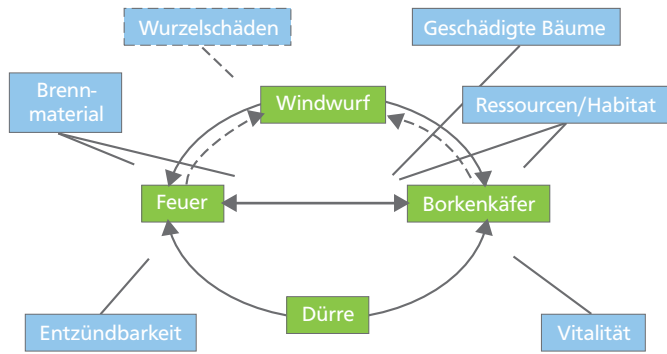 Wurzelschäden
Geschädigte Bäume
Brenn-
material
Windwurf
Ressourcen/Habitat
Feuer
Borkenkäfer
Dürre
Entzündbarkeit
Vitalität